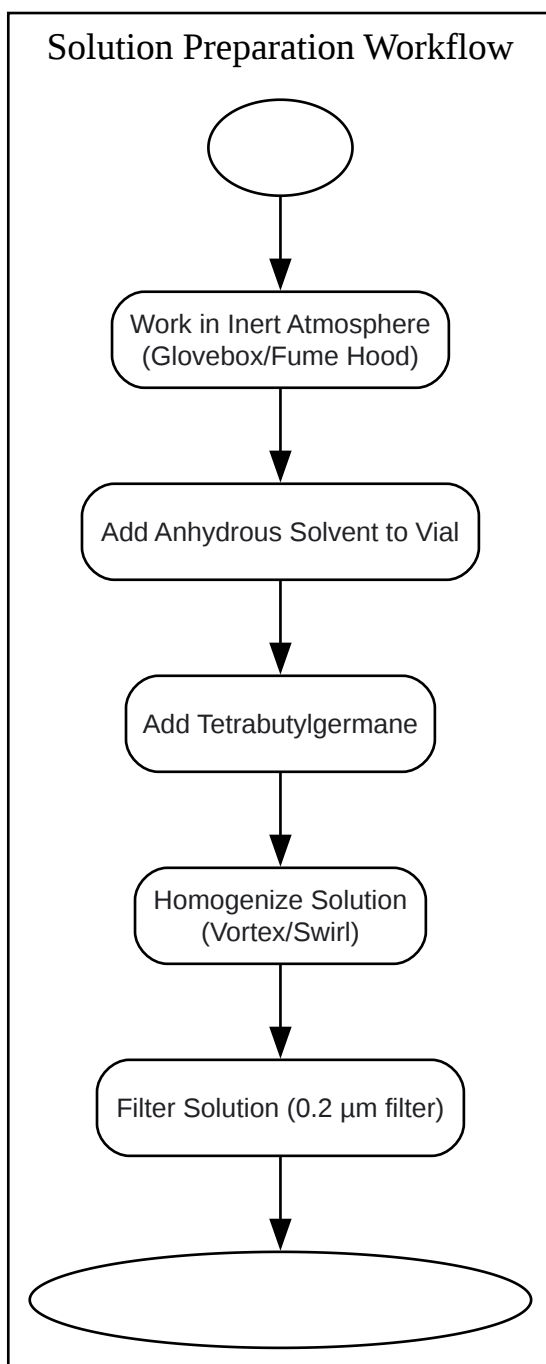 Solution Preparation Workflow
Work in Inert Atmosphere
(Glovebox/Fume Hood)
Add Anhydrous Solvent to Vial
Add Tetrabutylgermane
Homogenize Solution
(Vortex/Swirl)
Filter Solution (0.2 µm filter)